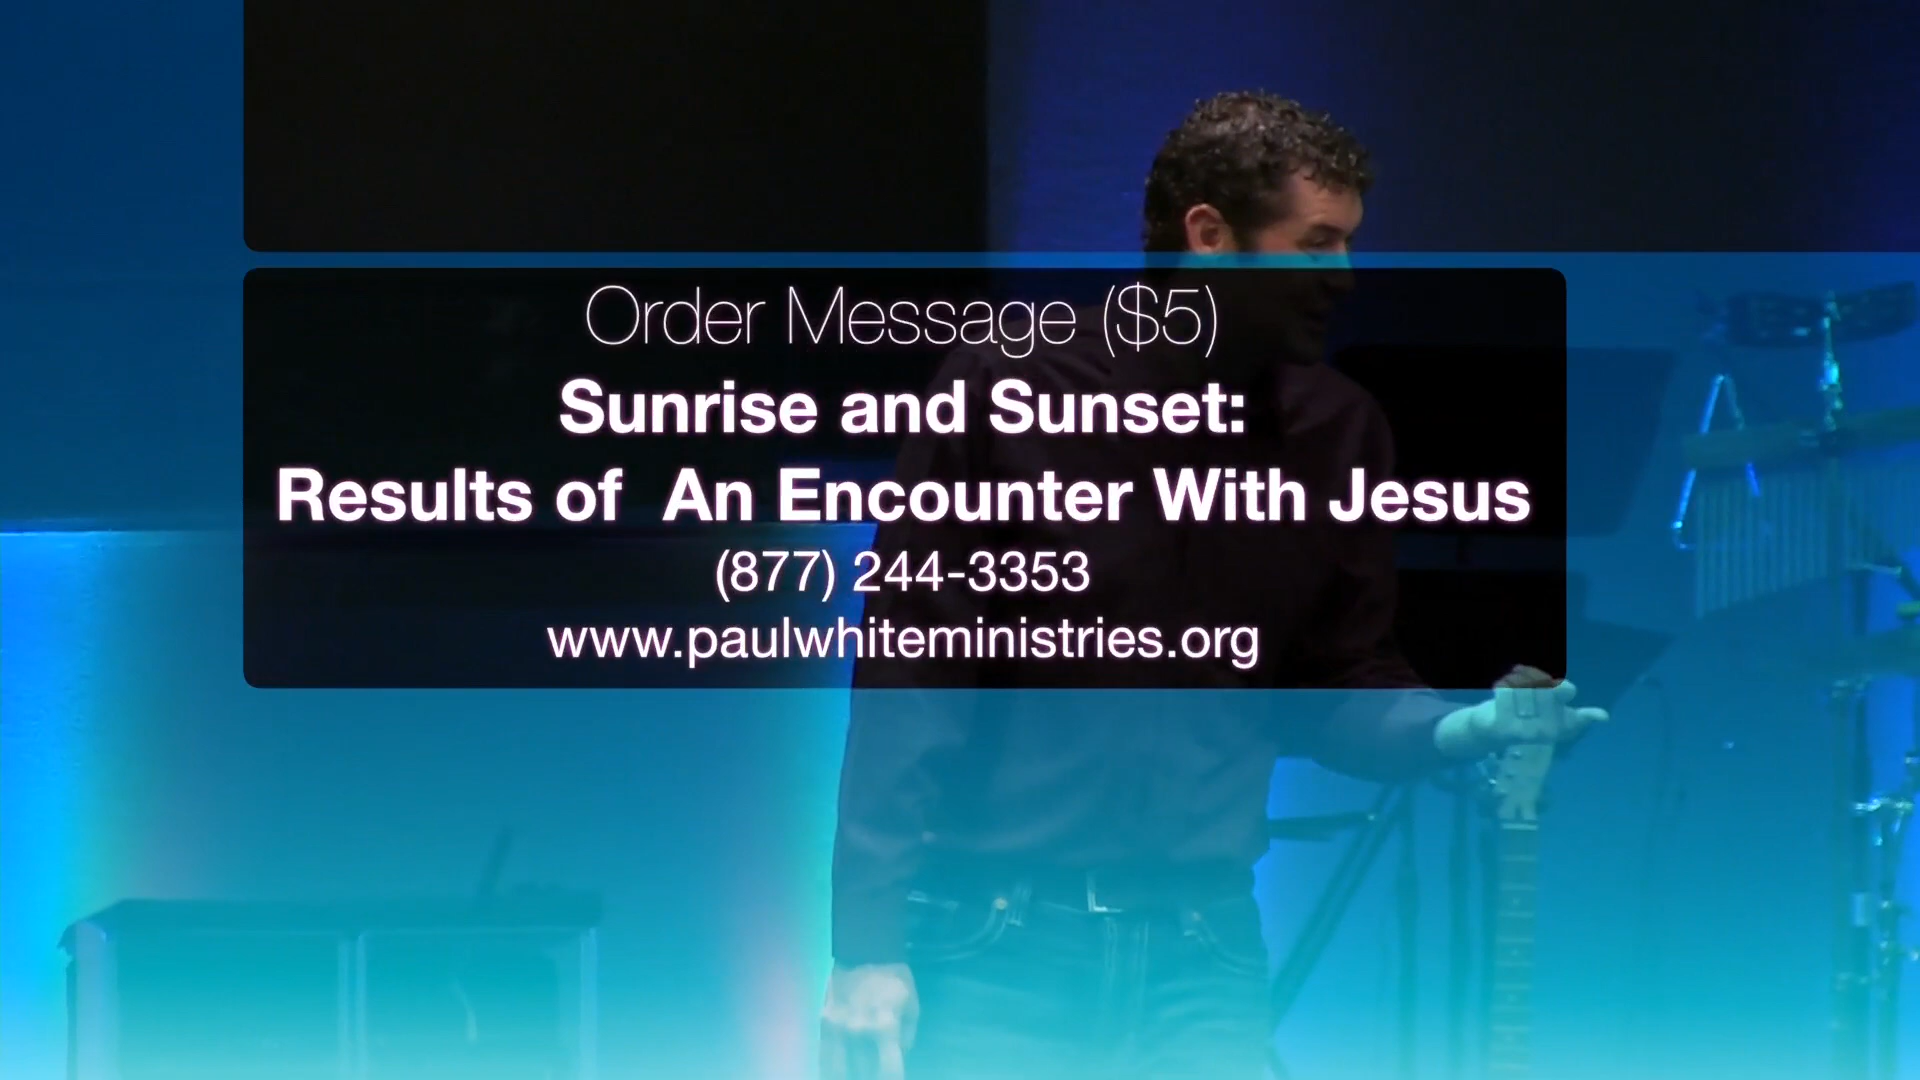 Order Message ($5)
Sunrise and Sunset:
Results of  An Encounter With Jesus
(877) 244-3353
www.paulwhiteministries.org